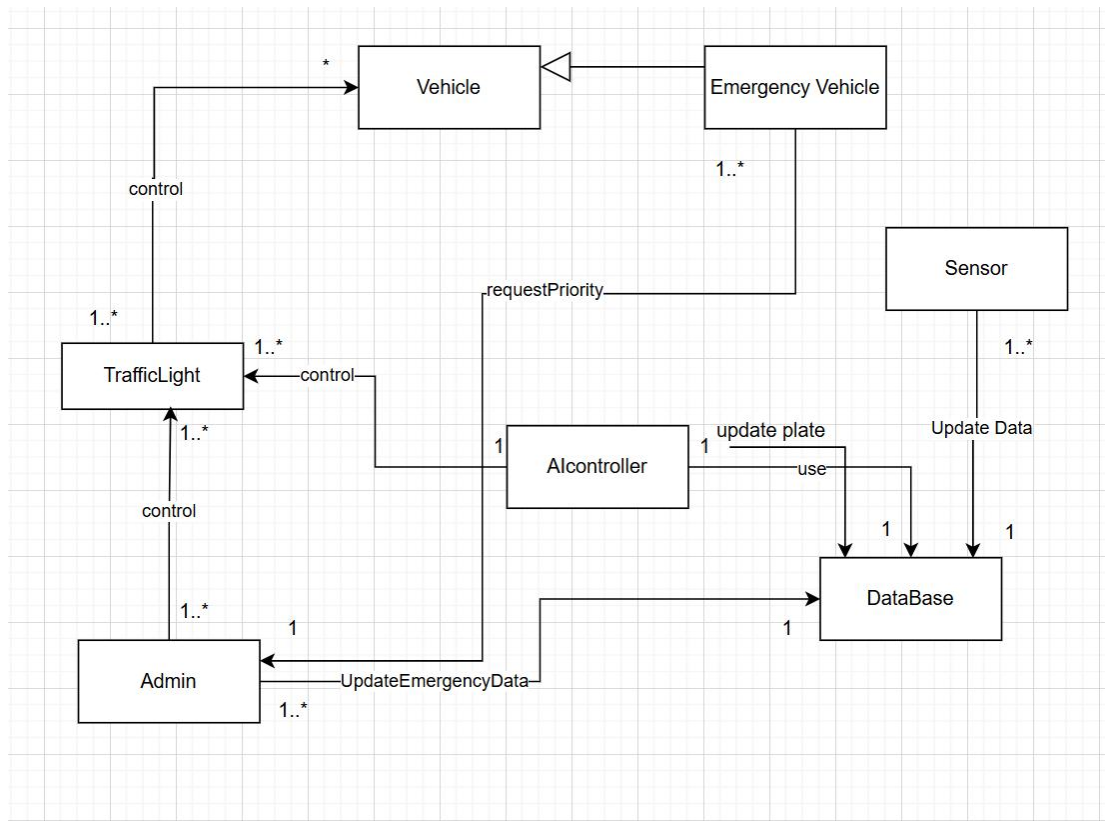 *
Vehicle
Emergency Vehicle
1..*
control
Sensor
requestPriority
1..*
1..*
1..*
TrafficLight
control
1..*
update plate
Update Data
1
AIcontroller
1
use
control
1
1
DataBase
1..*
1
1
Admin
UpdateEmergencyData
1..*